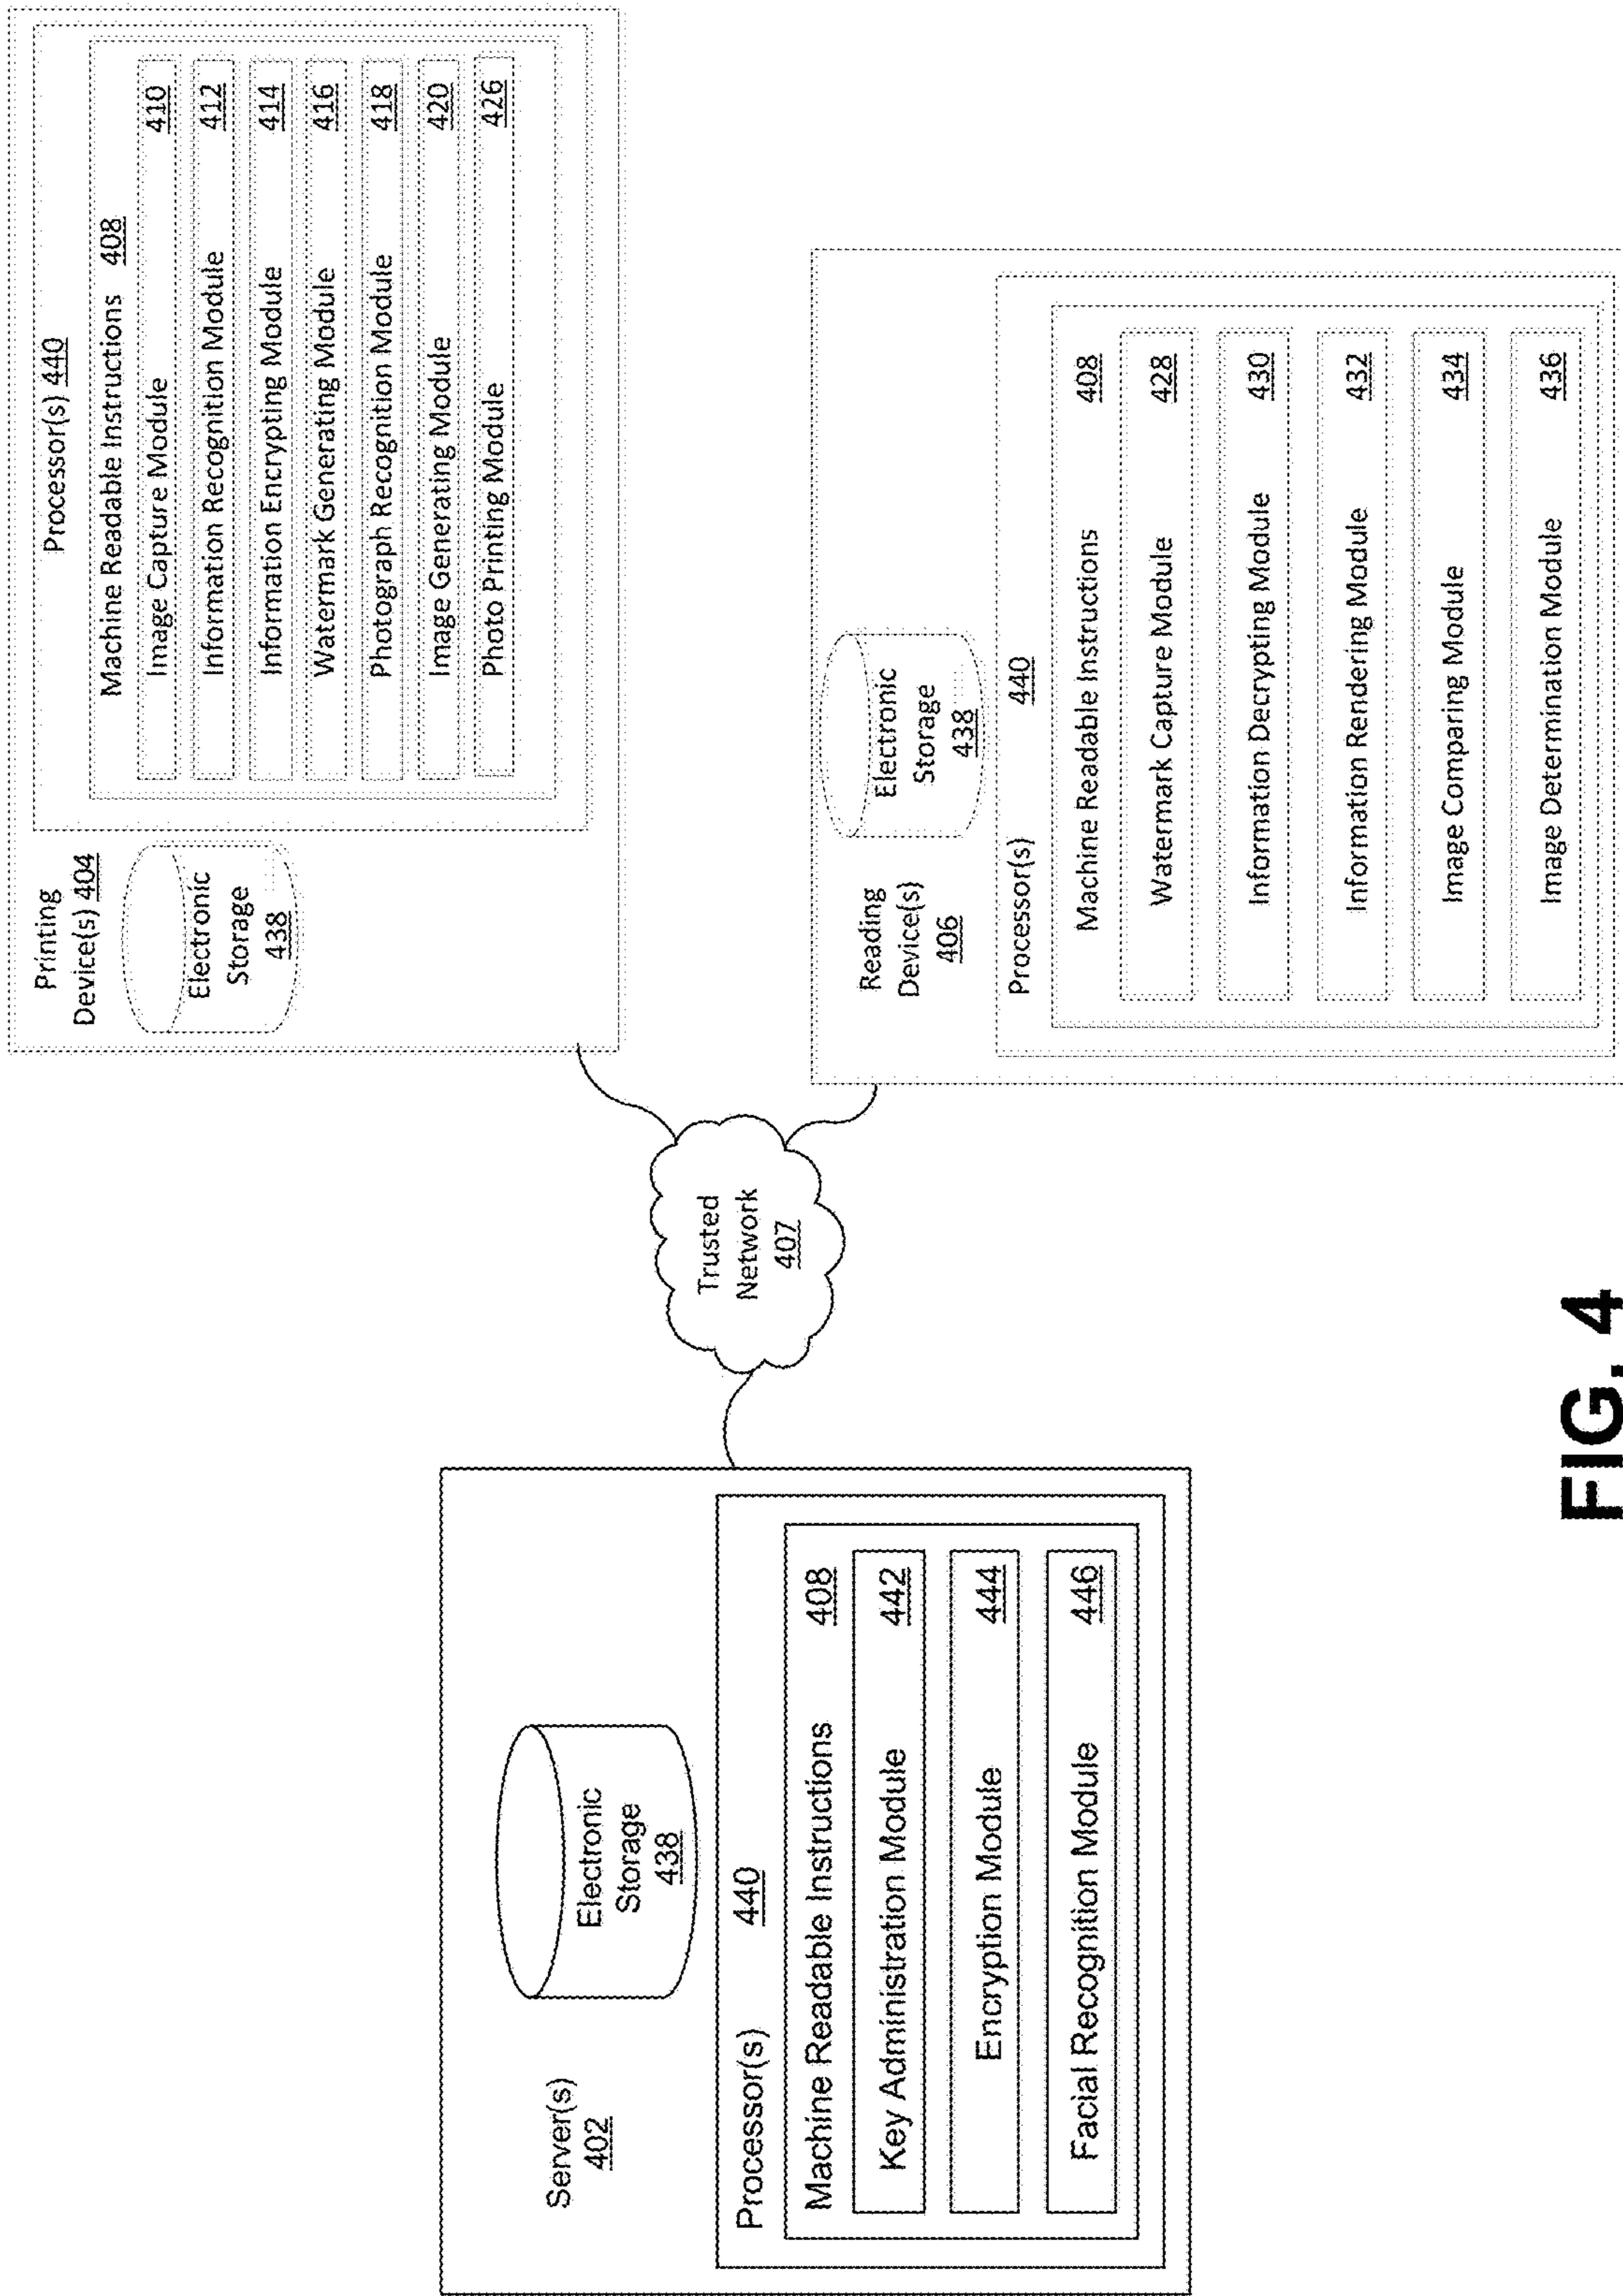 Server(s)
402
Electronic
Storage
438
Processor(s) 440
Machine Readable Instructions 408
Key Administration Module 442
Encryption Module 444
Facial Recognition Module 446
Trusted
Network
407
Printing
Device(s) 404
Electronic
Storage
438
Processor(s) 440
Machine Readable Instructions 408
Image Capture Module 410
Information Recognition Module 412
Information Encrypting Module 414
Watermark Generating Module 416
Photograph Recognition Module 418
Image Generating Module 420
Photo Printing Module 426
Reading
Device(s)
406
Electronic
Storage
438
Processor(s) 440
Machine Readable Instructions 408
Watermark Capture Module 428
Information Decrypting Module 430
Information Rendering Module 432
Image Comparing Module 434
Image Determination Module 436
FIG. 4